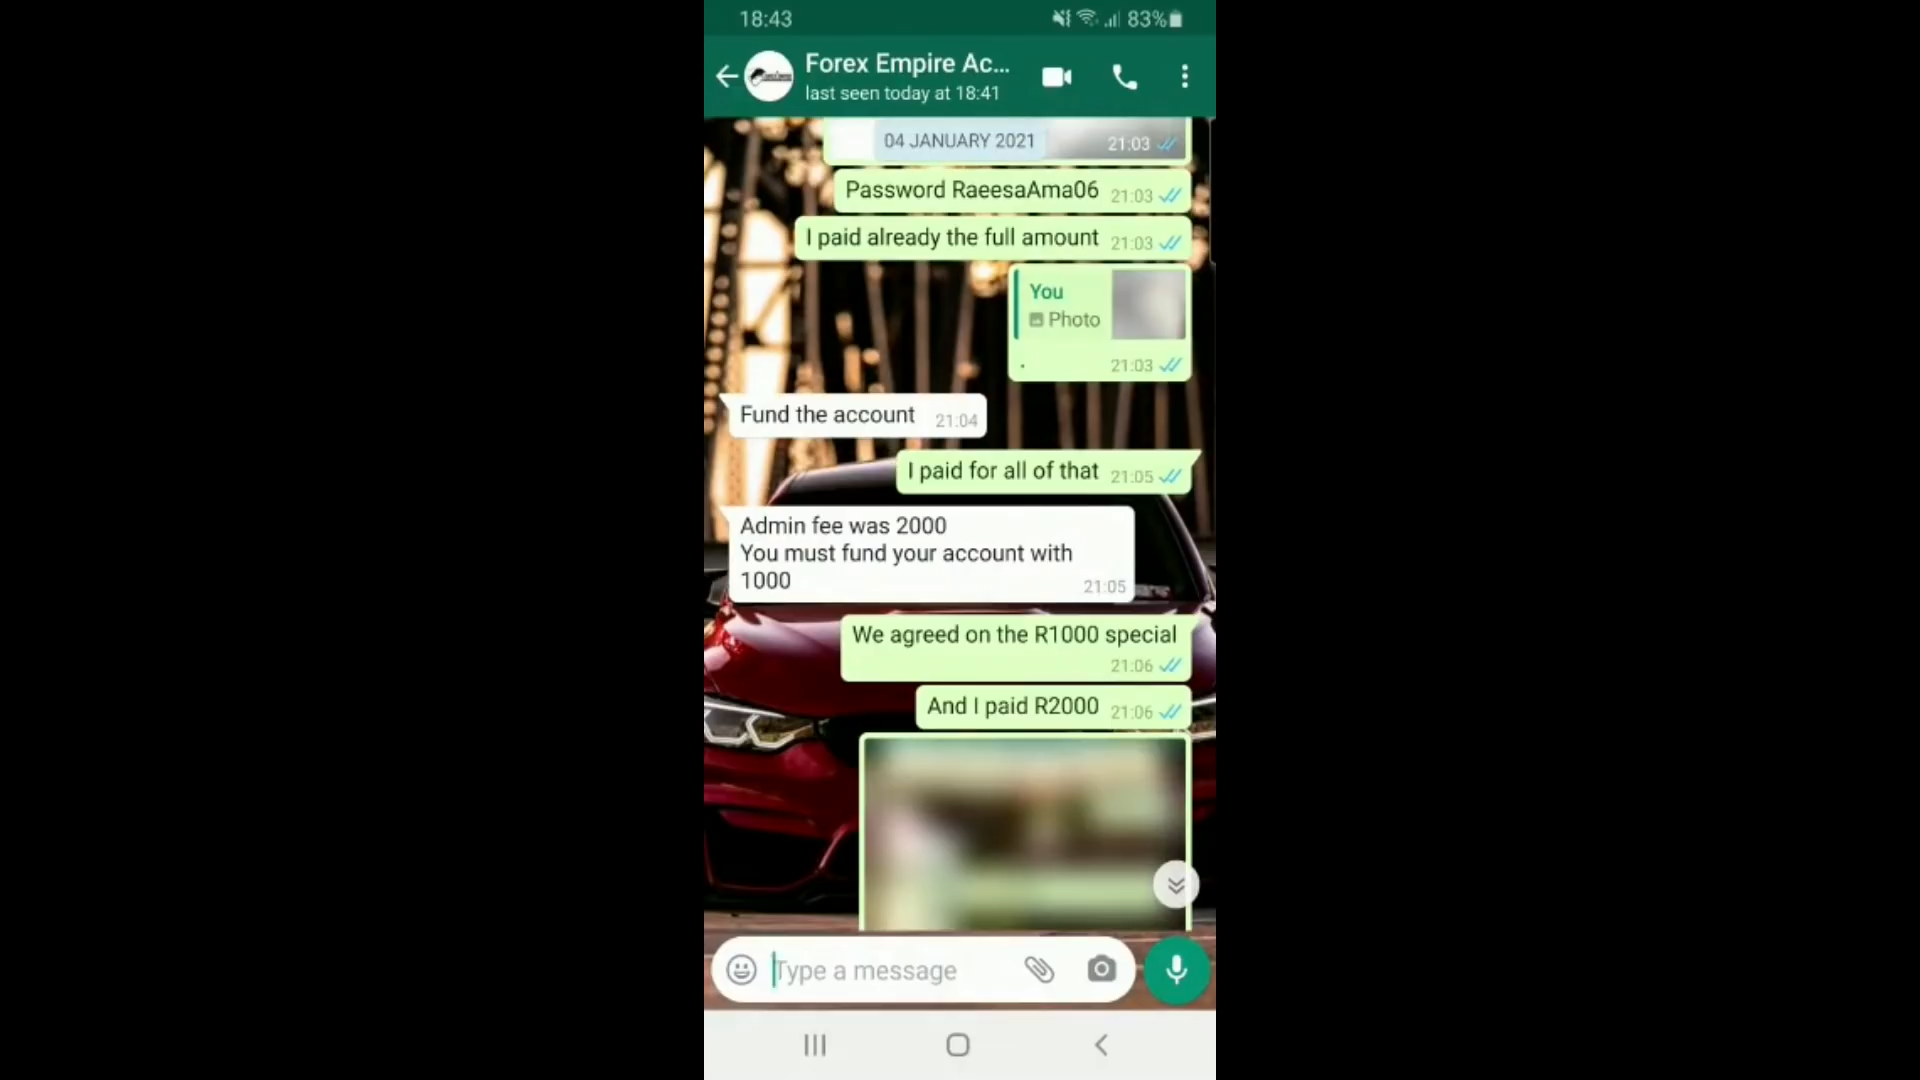 18:43
83%
Forex Empire Ac...
last seen today at 18:41
04 JANUARY 2021
21:03
Password RaeesaAma06 21:03
I paid already the full amount 21:03
You
Photo
. 21:03
Fund the account 21:04
I paid for all of that 21:05
Admin fee was 2000
You must fund your account with
1000 21:05
We agreed on the R1000 special
21:06
And I paid R2000 21:06
Type a message